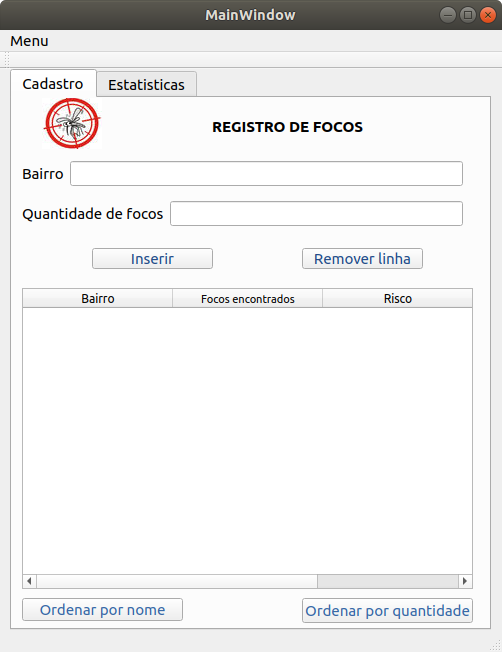 MainWindow
Menu
Cadastro Estatisticas
REGISTRO DE FOCOS
Bairro
Quantidade de focos
Inserir Remover linha
Bairro Focos encontrados Risco
Ordenar por nome Ordenar por quantidade